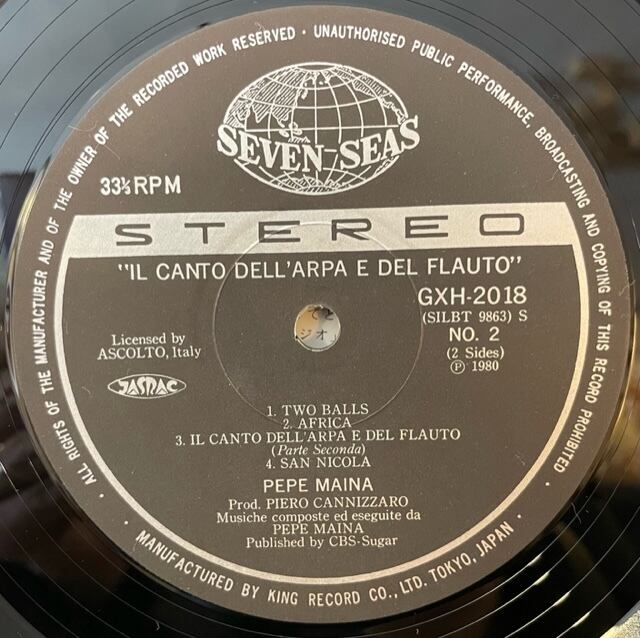 ALL RIGHTS OF THE MANUFACTURER AND OF THE OWNER OF THE RECORDED WORK RESERVED · UNAUTHORISED PUBLIC PERFORMANCE, BROADCASTING AND COPYING OF THIS RECORD PROHIBITED
SEVEN-SEAS
33⅓RPM
STEREO
"IL CANTO DELL'ARPA E DEL FLAUTO"
GXH-2018
(SILBT 9863) S
NO. 2
(2 Sides)
Ⓟ 1980
Licensed by
ASCOLTO, Italy
JASRAC
1. TWO BALLS
2. AFRICA
3. IL CANTO DELL'ARPA E DEL FLAUTO
(Parte Seconda)
4. SAN NICOLA
PEPE MAINA
Prod. PIERO CANNIZZARO
Musiche composte ed eseguite da
PEPE MAINA
Published by CBS-Sugar
· MANUFACTURED BY KING RECORD CO., LTD. TOKYO, JAPAN ·